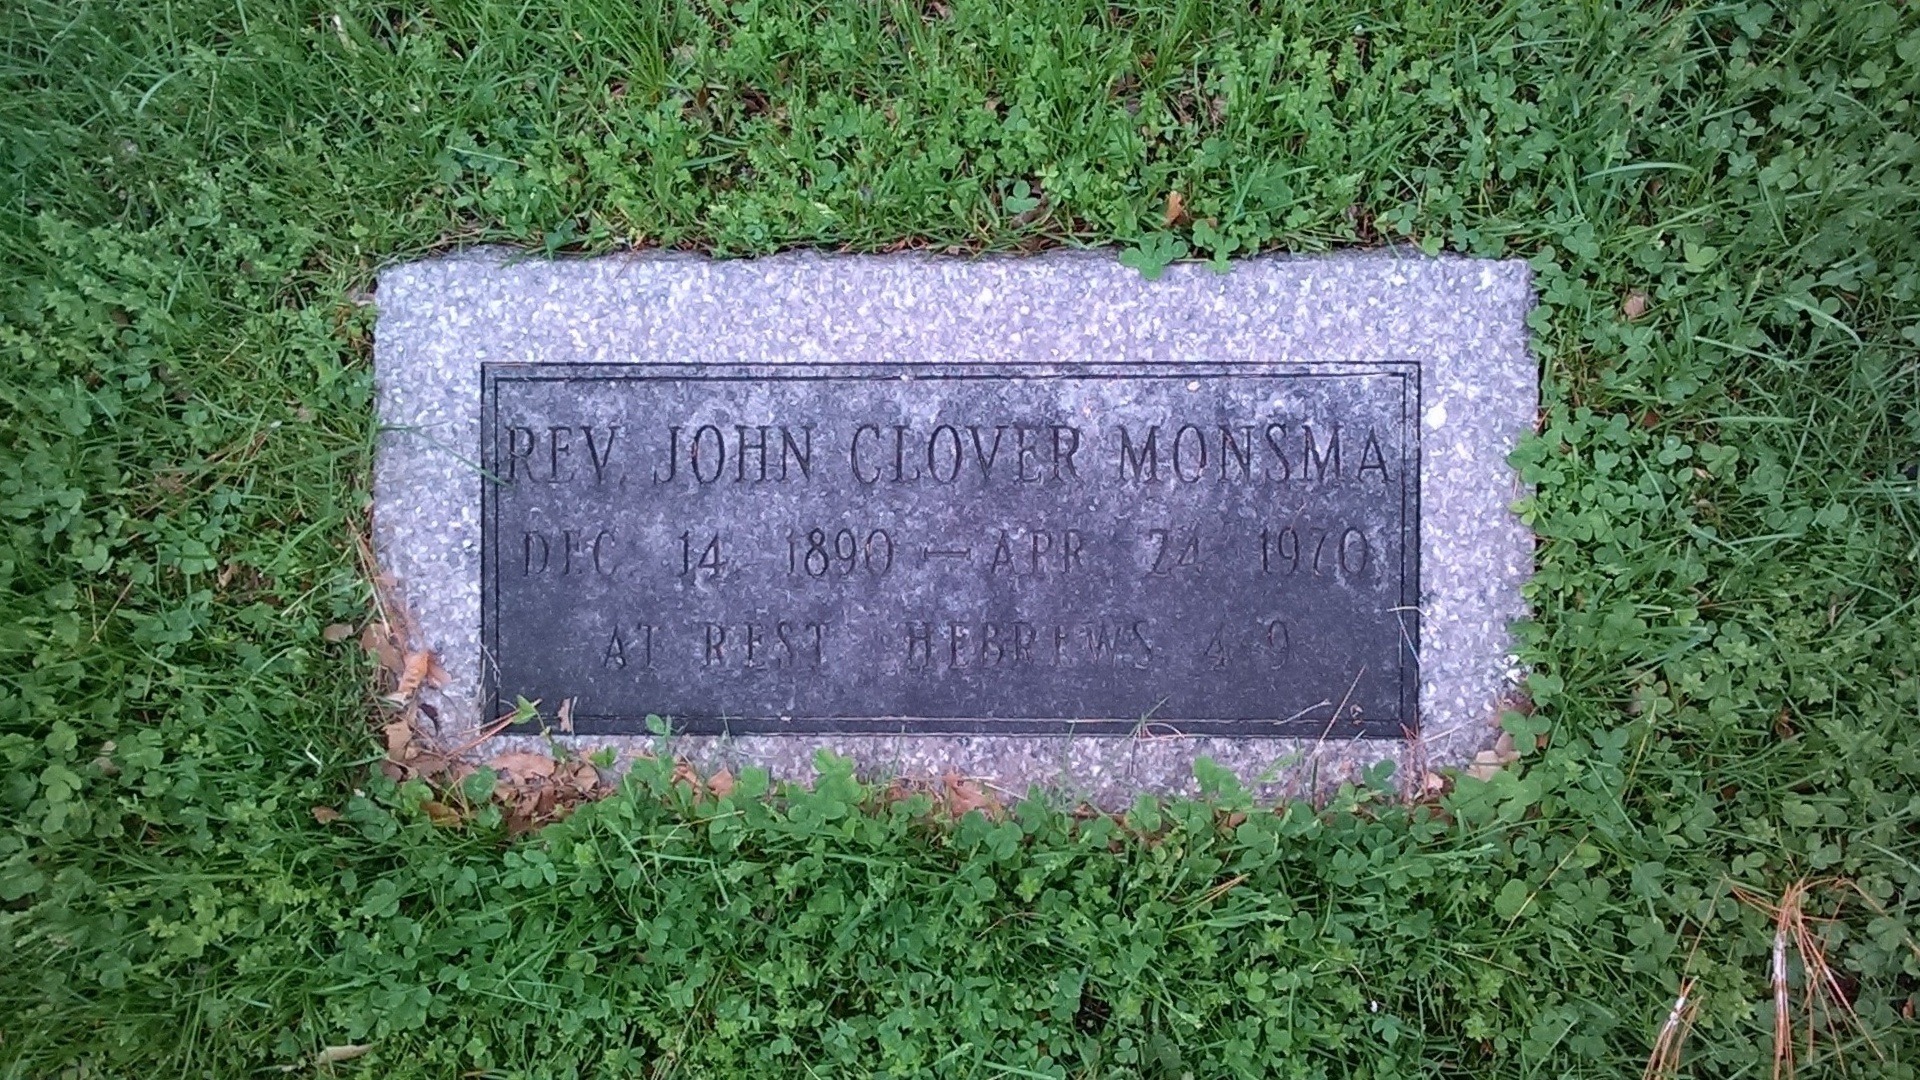 REV. JOHN CLOVER MONSMA
DEC 14 1890 — APR 24 1970
AT REST HEBREWS 4 9